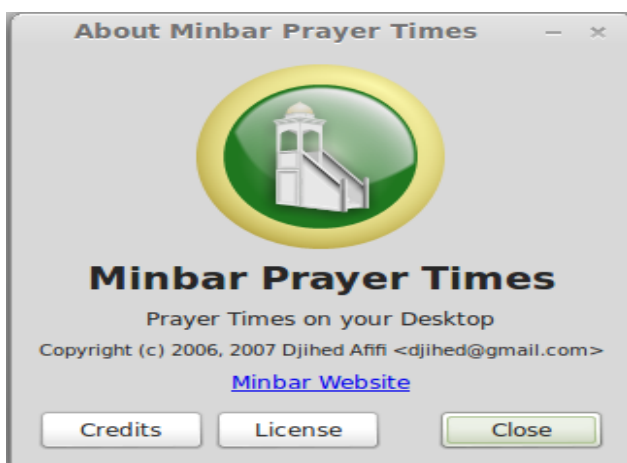 About Minbar Prayer Times
Minbar Prayer Times
Prayer Times on your Desktop
Copyright (c) 2006, 2007 Djihed Afifi <djihed@gmail.com>
Minbar Website
Credits License Close